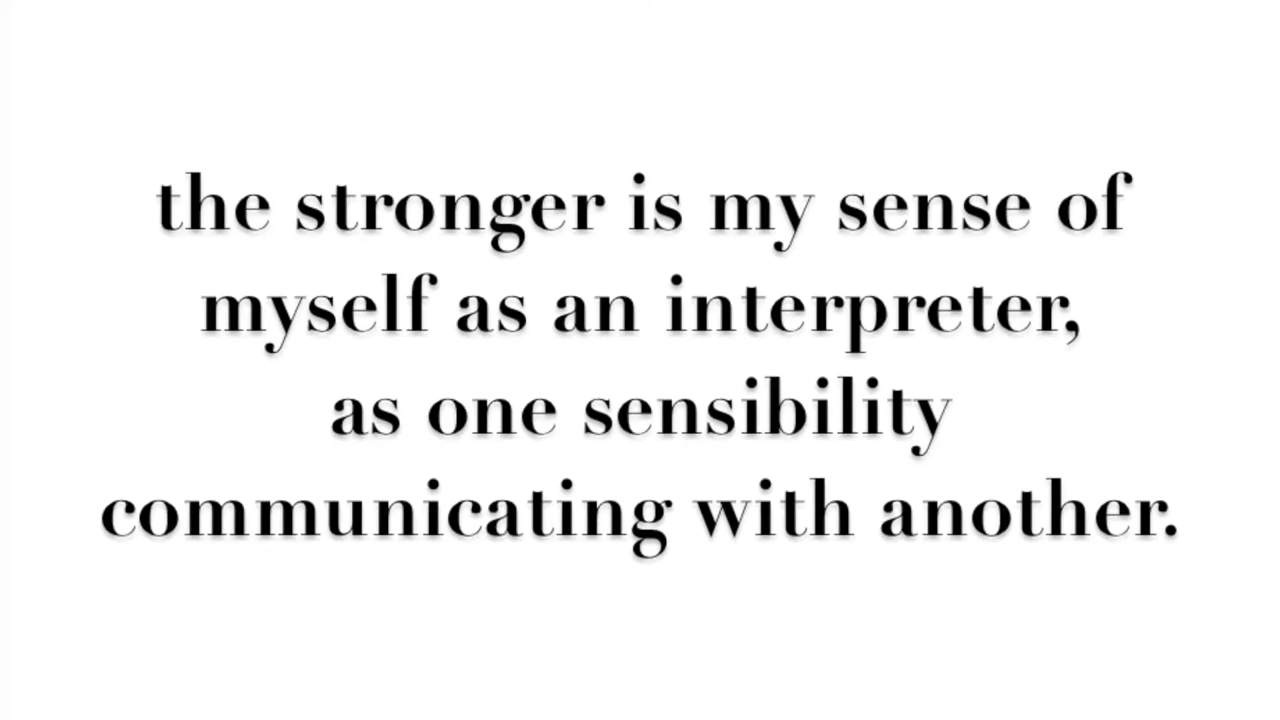 the stronger is my sense of
myself as an interpreter,
as one sensibility
communicating with another.